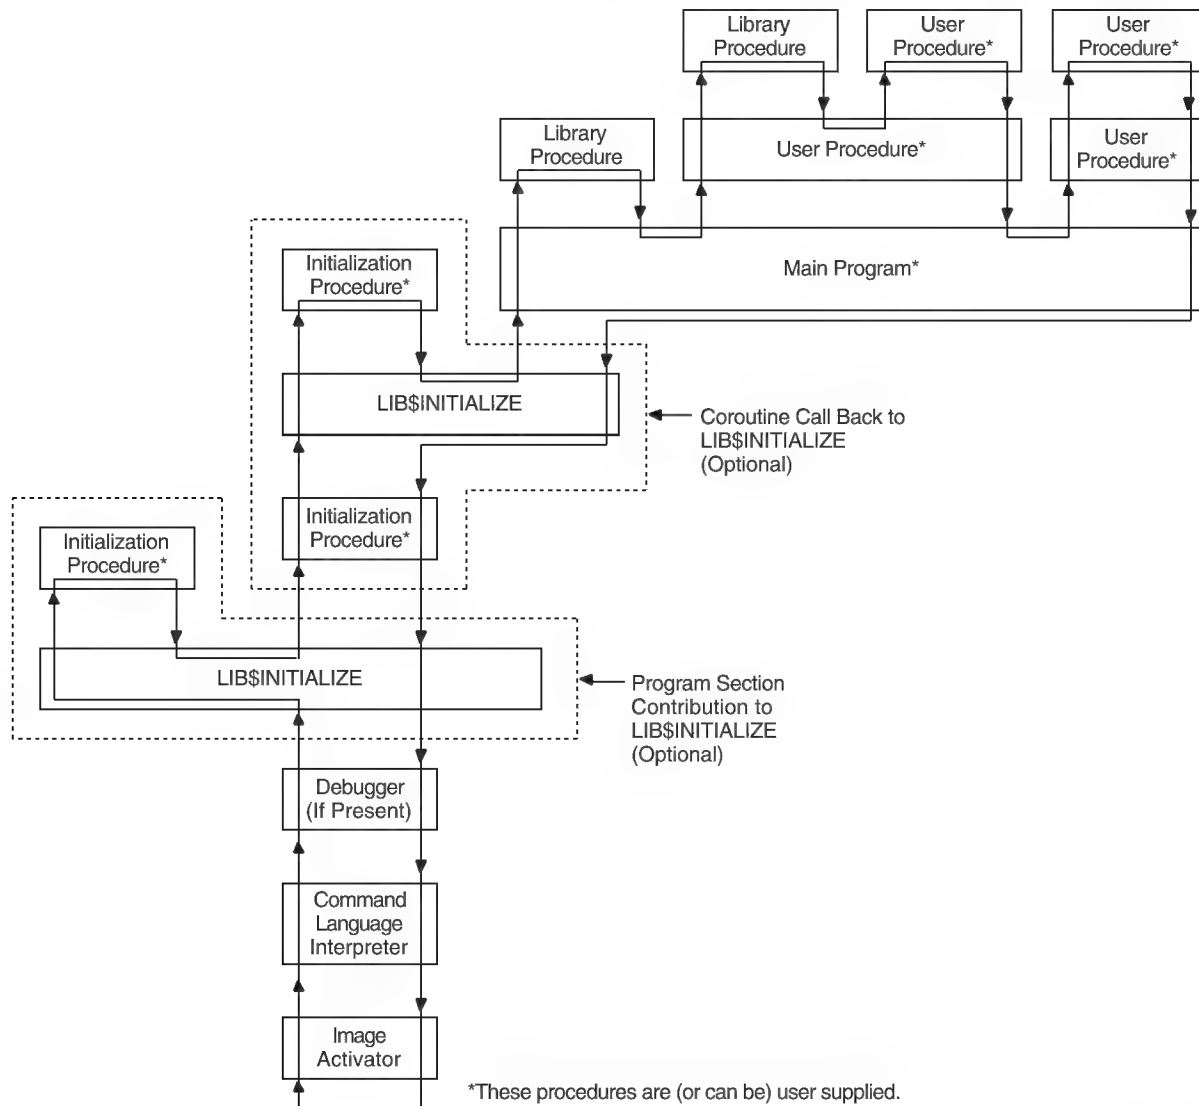 Library
Procedure
User
Procedure*
User
Procedure*
Library
Procedure
User Procedure*
User
Procedure*
Initialization
Procedure*
Main Program*
LIB$INITIALIZE
Coroutine Call Back to
LIB$INITIALIZE
(Optional)
Initialization
Procedure*
Initialization
Procedure*
LIB$INITIALIZE
Program Section
Contribution to
LIB$INITIALIZE
(Optional)
Debugger
(If Present)
Command
Language
Interpreter
Image
Activator
*These procedures are (or can be) user supplied.